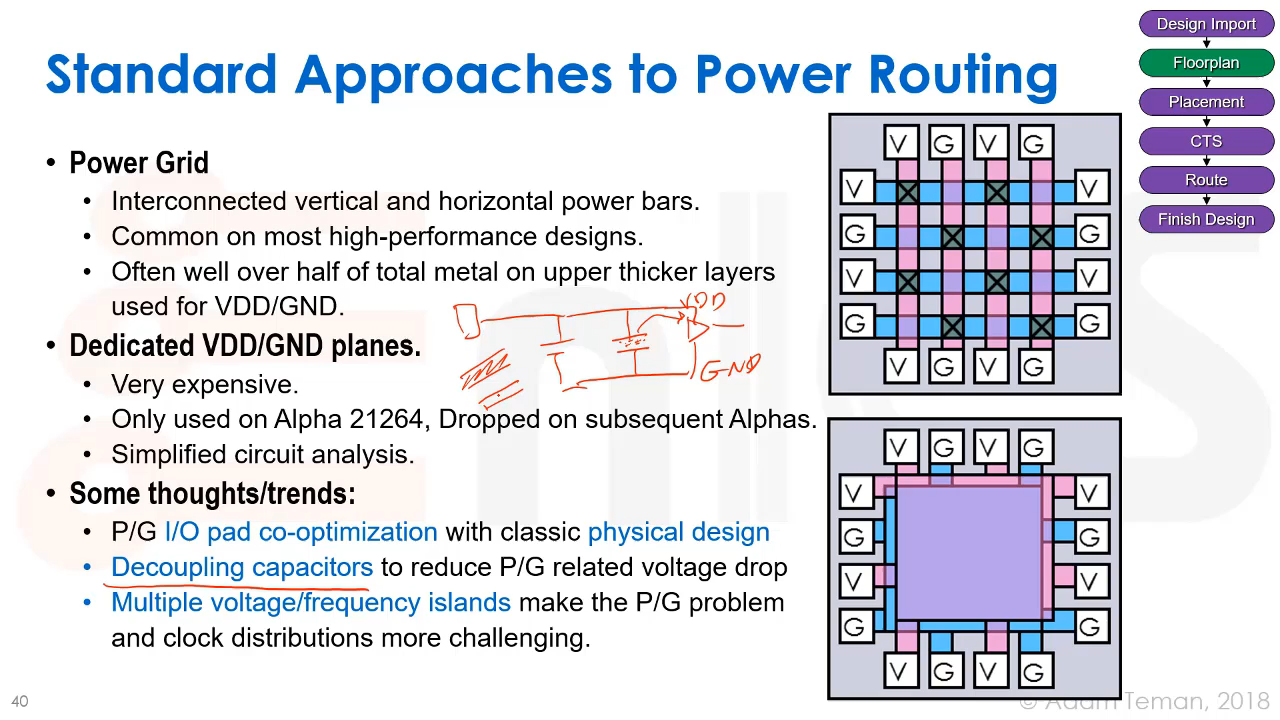 Standard Approaches to Power Routing
Design Import
Floorplan
Placement
CTS
Route
Finish Design
• Power Grid
• Interconnected vertical and horizontal power bars.
• Common on most high-performance designs.
• Often well over half of total metal on upper thicker layers
used for VDD/GND.
• Dedicated VDD/GND planes.
• Very expensive.
• Only used on Alpha 21264, Dropped on subsequent Alphas.
• Simplified circuit analysis.
• Some thoughts/trends:
• P/G I/O pad co-optimization with classic physical design
• Decoupling capacitors to reduce P/G related voltage drop
• Multiple voltage/frequency islands make the P/G problem
and clock distributions more challenging.
VDD
GND
V G V G
V V
G G
V V
G G
V G V G
V G V G
V V
G G
V V
G G
V G V G
40
© Adam Teman, 2018